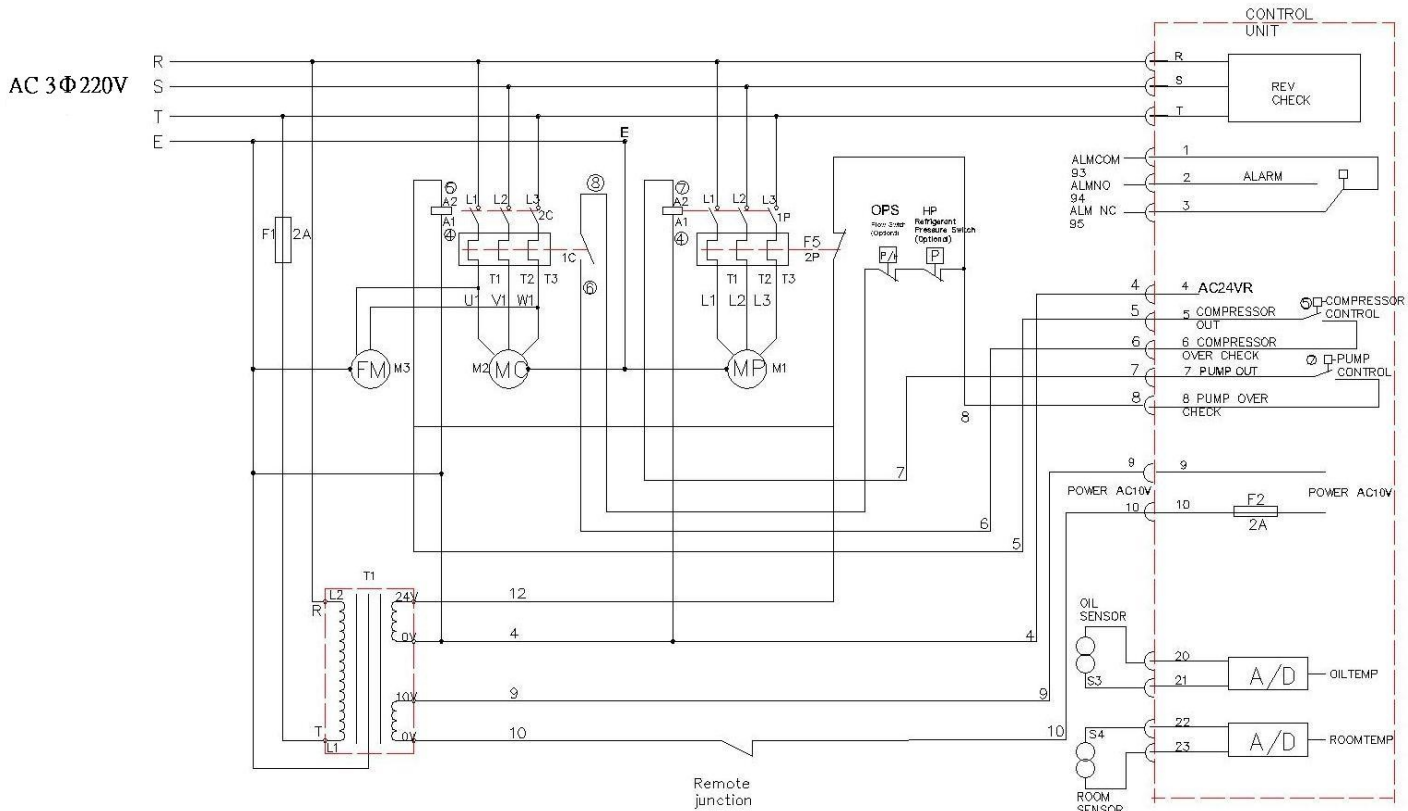 CONTROL
UNIT
AC 3Φ220V
R
S
T
E
E
R
S
T
REV
CHECK
ALMCOM
93
ALMNO
94
ALM NC
95
1
2
3
ALARM
F1
2A
⑤
A2
A1
④
L1
L2
L3
2C
1C
⑧
⑥
T1
T2
T3
U1
V1
W1
⑦
A2
A1
④
L1
L2
L3
1P
F5
2P
T1
T2
T3
L1
L2
L3
OPS
(Optional)
P/
HP
Refrigerant
Pressure Switch
(Optional)
P
FM
M3
M2
MC
MP
M1
4
4 AC24VR
5
5 COMPRESSOR
OUT
⑤
COMPRESSOR
CONTROL
6
6 COMPRESSOR
OVER CHECK
7
7 PUMP OUT
⑦
PUMP
CONTROL
8
8 PUMP OVER
CHECK
8
7
6
5
9
9
POWER AC10V
POWER AC10V
10
10
F2
2A
T1
R
L2
24V
0V
10V
0V
T
L1
12
4
4
9
9
10
10
Remote
junction
OIL
SENSOR
S3
20
21
A/D
OILTEMP
S4
ROOM
SENSOR
22
23
A/D
ROOMTEMP